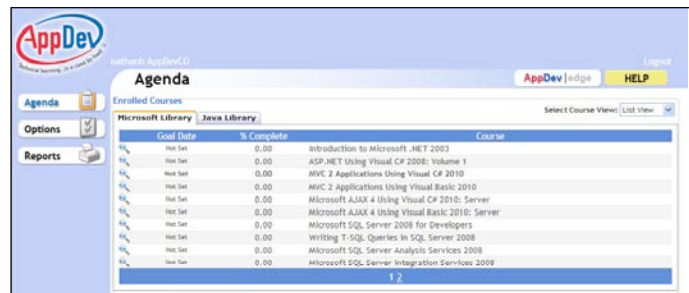 AppDev
nathanb AppDevCD
Logout
Agenda
AppDev|edge
HELP
Agenda
Options
Reports
Enrolled Courses
Select Course View: List View
Microsoft Library Java Library
Goal Date % Complete Course
Not Set 0.00 Introduction to Microsoft .NET 2003
Not Set 0.00 ASP.NET Using Visual C# 2008: Volume 1
Not Set 0.00 MVC 2 Applications Using Visual C# 2010
Not Set 0.00 MVC 2 Applications Using Visual Basic 2010
Not Set 0.00 Microsoft AJAX 4 Using Visual C# 2010: Server
Not Set 0.00 Microsoft AJAX 4 Using Visual Basic 2010: Server
Not Set 0.00 Microsoft SQL Server 2008 for Developers
Not Set 0.00 Writing T-SQL Queries in SQL Server 2008
Not Set 0.00 Microsoft SQL Server Analysis Services 2008
Not Set 0.00 Microsoft SQL Server Integration Services 2008
1 2